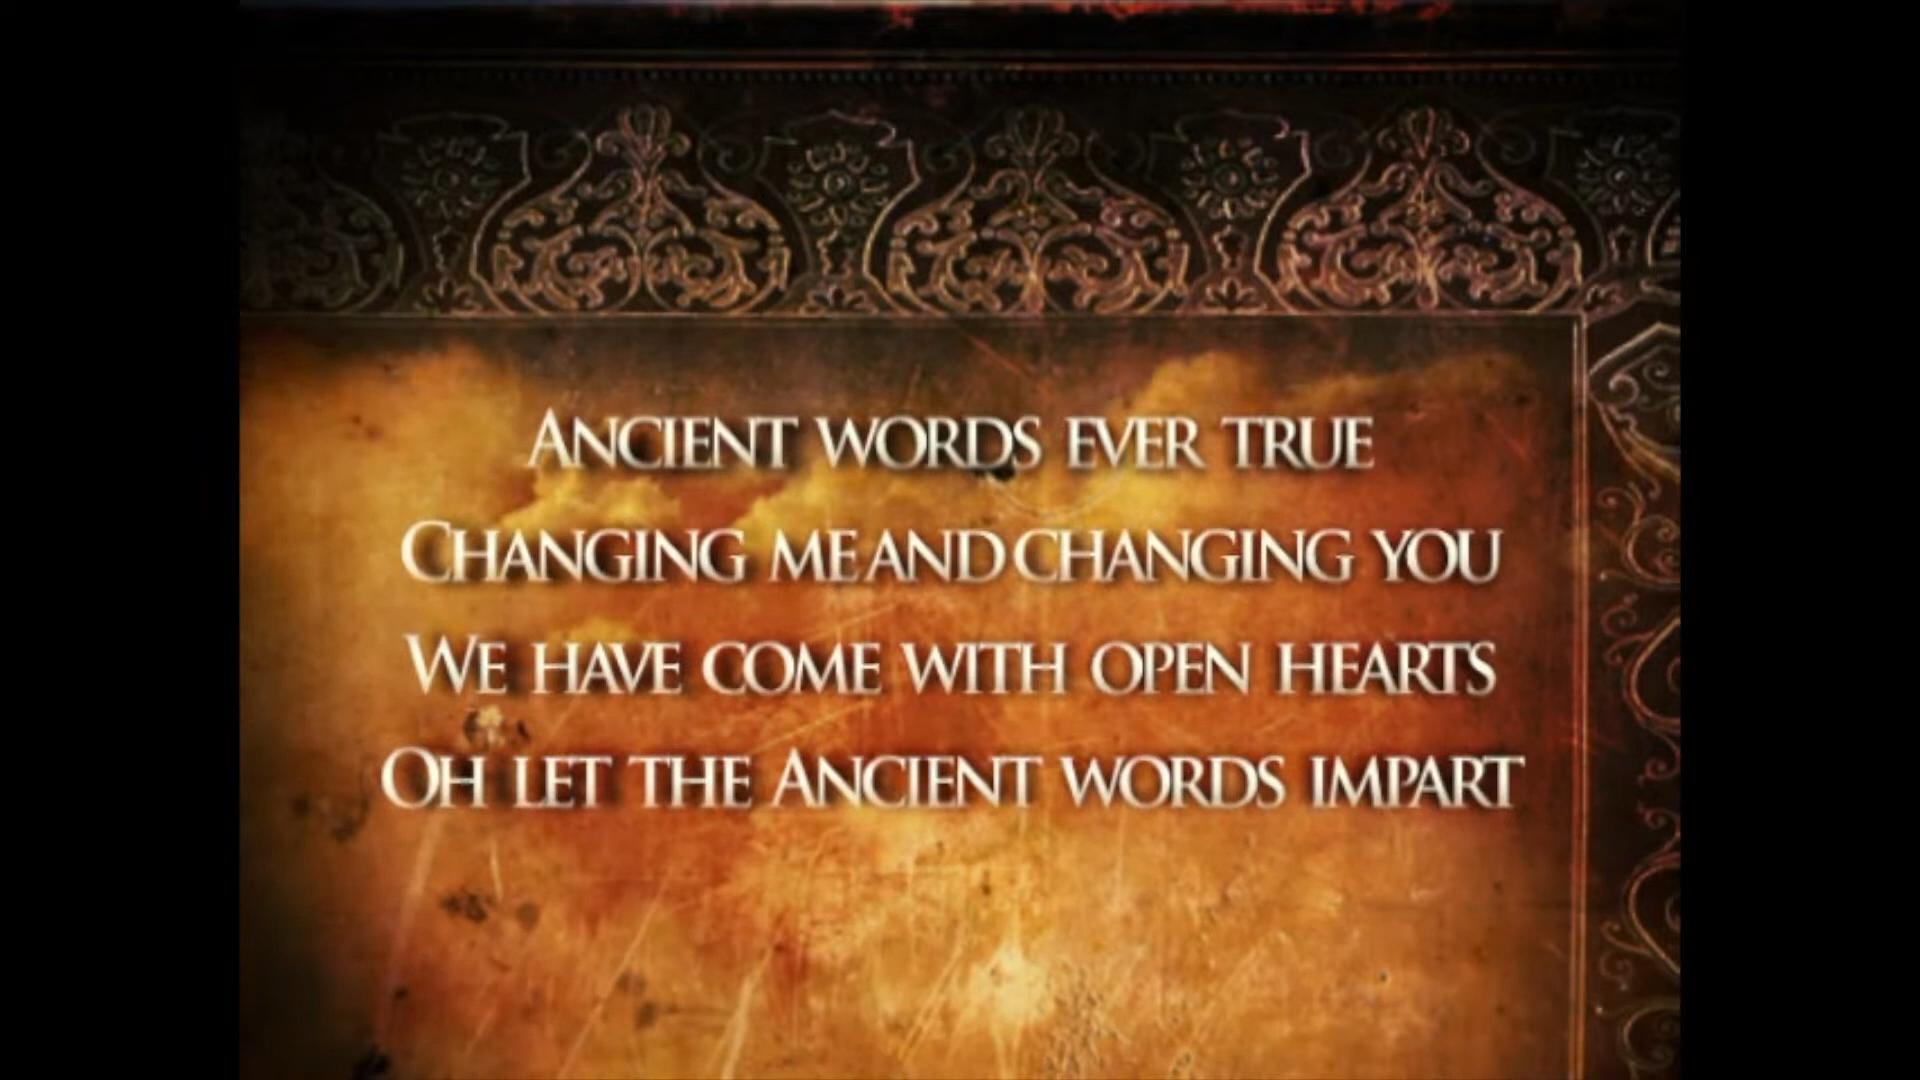 Ancient words ever true
Changing me and changing you
We have come with open hearts
Oh let the Ancient words impart